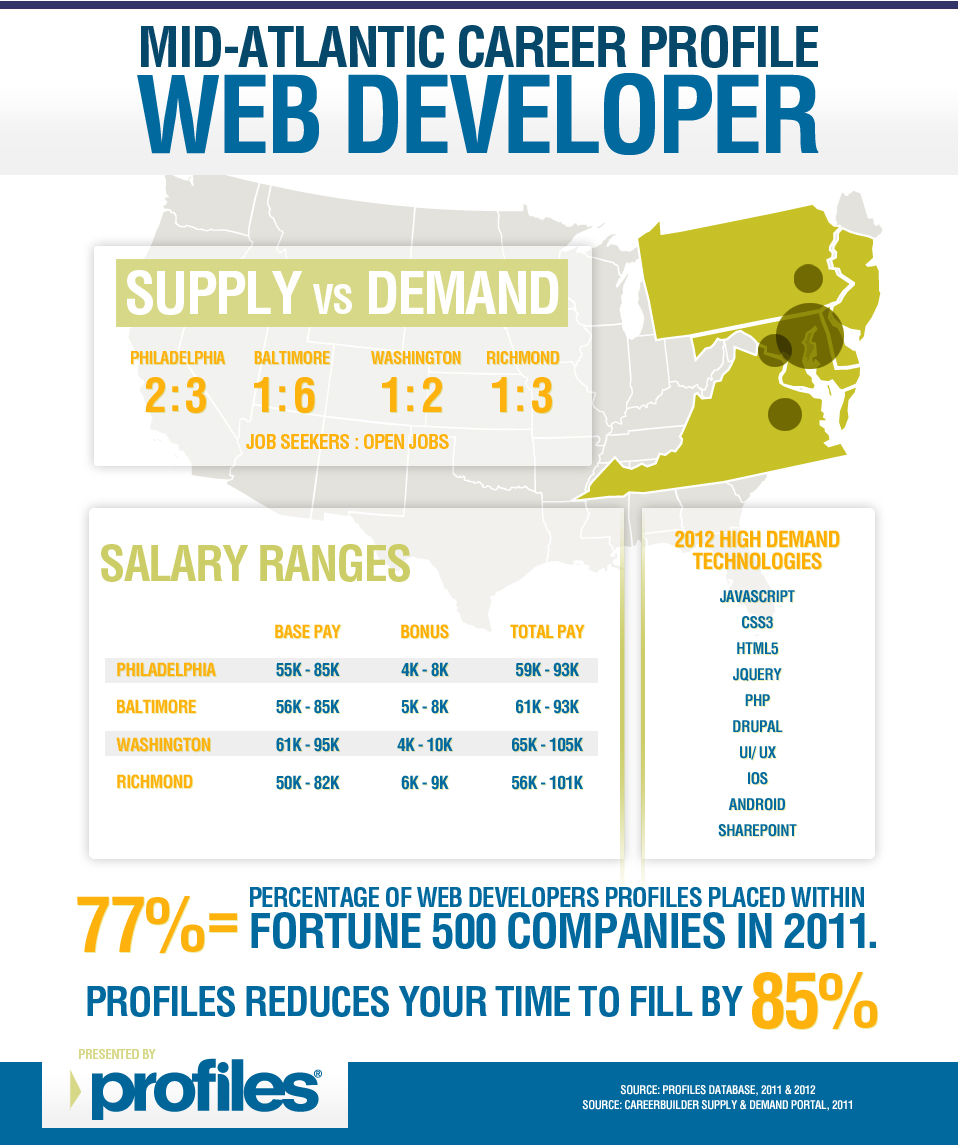 MID-ATLANTIC CAREER PROFILE
WEB DEVELOPER
SUPPLY VS DEMAND
PHILADELPHIA BALTIMORE WASHINGTON RICHMOND
2:3 1:6 1:2 1:3
JOB SEEKERS : OPEN JOBS
SALARY RANGES
BASE PAY BONUS TOTAL PAY
PHILADELPHIA 55K - 85K 4K - 8K 59K - 93K
BALTIMORE 56K - 85K 5K - 8K 61K - 93K
WASHINGTON 61K - 95K 4K - 10K 65K - 105K
RICHMOND 50K - 82K 6K - 9K 56K - 101K
2012 HIGH DEMAND
TECHNOLOGIES
JAVASCRIPT
CSS3
HTML5
JQUERY
PHP
DRUPAL
UI/ UX
IOS
ANDROID
SHAREPOINT
77% = PERCENTAGE OF WEB DEVELOPERS PROFILES PLACED WITHIN
FORTUNE 500 COMPANIES IN 2011.
PROFILES REDUCES YOUR TIME TO FILL BY 85%
PRESENTED BY
profiles®
SOURCE: PROFILES DATABASE, 2011 & 2012
SOURCE: CAREERBUILDER SUPPLY & DEMAND PORTAL, 2011